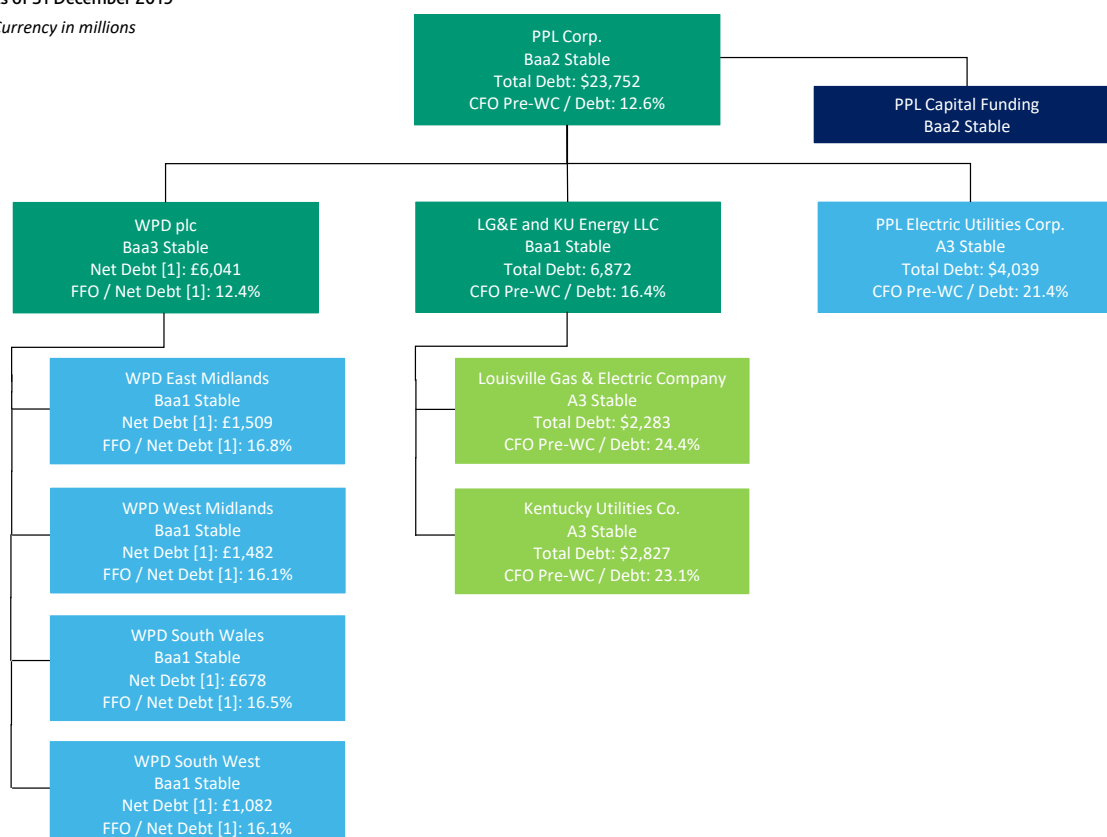 s of 31 December 2019
Currency in millions
PPL Corp.
Baa2 Stable
Total Debt: $23,752
CFO Pre-WC / Debt: 12.6%
PPL Capital Funding
Baa2 Stable
WPD plc
Baa3 Stable
Net Debt [1]: £6,041
FFO / Net Debt [1]: 12.4%
LG&E and KU Energy LLC
Baa1 Stable
Total Debt: 6,872
CFO Pre-WC / Debt: 16.4%
PPL Electric Utilities Corp.
A3 Stable
Total Debt: $4,039
CFO Pre-WC / Debt: 21.4%
WPD East Midlands
Baa1 Stable
Net Debt [1]: £1,509
FFO / Net Debt [1]: 16.8%
WPD West Midlands
Baa1 Stable
Net Debt [1]: £1,482
FFO / Net Debt [1]: 16.1%
WPD South Wales
Baa1 Stable
Net Debt [1]: £678
FFO / Net Debt [1]: 16.5%
WPD South West
Baa1 Stable
Net Debt [1]: £1,082
FFO / Net Debt [1]: 16.1%
Louisville Gas & Electric Company
A3 Stable
Total Debt: $2,283
CFO Pre-WC / Debt: 24.4%
Kentucky Utilities Co.
A3 Stable
Total Debt: $2,827
CFO Pre-WC / Debt: 23.1%